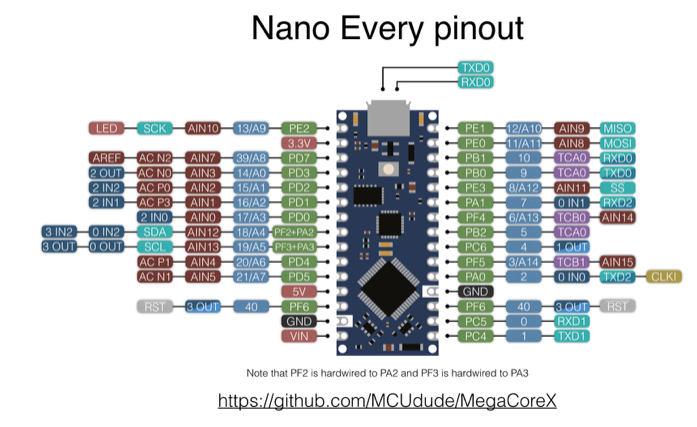 Nano Every pinout
TXD0
RXD0
LED SCK AIN10 13/A9 PE2 PE1 12/A10 AIN9 MISO
3.3V PE0 11/A11 AIN8 MOSI
AREF AC N2 AIN7 39/A8 PD7 PB1 10 TCA0 RXD0
2 OUT AC N0 AIN3 14/A0 PD3 PB0 9 TCA0 TXD0
2 IN2 AC P0 AIN2 15/A1 PD2 PE3 8/A12 AIN11 SS
2 IN1 AC P3 AIN1 16/A2 PD1 PA1 7 0 IN1 RXD2
2 IN0 AIN0 17/A3 PD0 PF4 6/A13 TCB0 AIN14
3 IN2 0 IN2 SDA AIN12 18/A4 PF2+PA2 PB2 5 TCA0
3 OUT 0 OUT SCL AIN13 19/A5 PF3+PA3 PC6 4 1 OUT
AC P1 AIN4 20/A6 PD4 PF5 3/A14 TCB1 AIN15
AC N1 AIN5 21/A7 PD5 PA0 2 0 IN0 TXD2 CLKI
5V GND
RST 3 OUT 40 PF6 PF6 40 3 OUT RST
GND PC5 0 RXD1
VIN PC4 1 TXD1
Note that PF2 is hardwired to PA2 and PF3 is hardwired to PA3
https://github.com/MCUdude/MegaCoreX